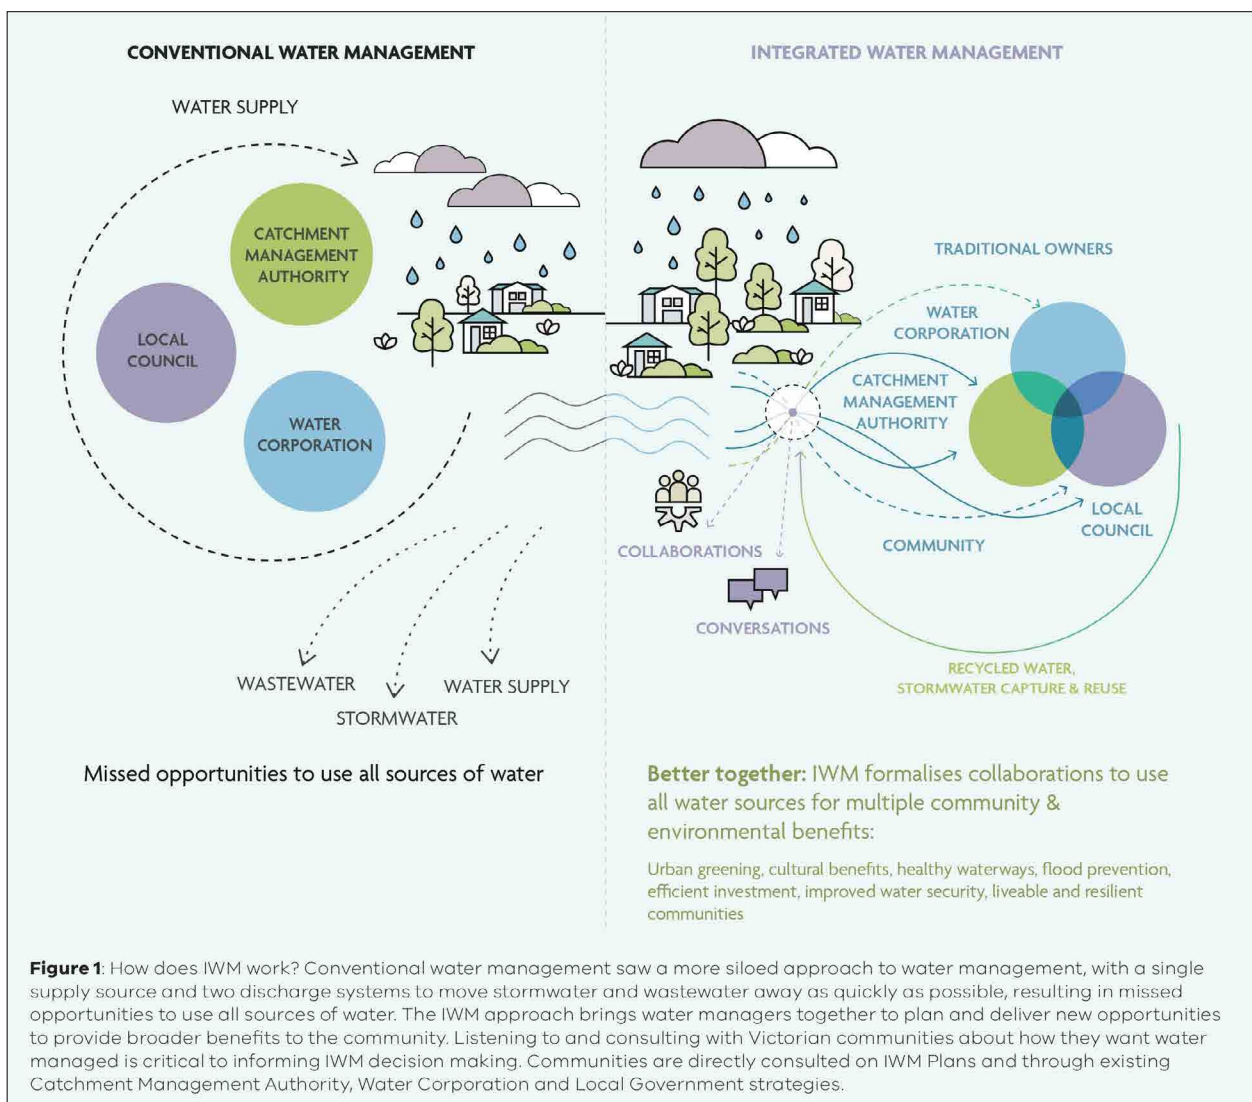 CONVENTIONAL WATER MANAGEMENT
WATER SUPPLY
CATCHMENT
MANAGEMENT
AUTHORITY
LOCAL
COUNCIL
WATER
CORPORATION
WASTEWATER
STORMWATER
WATER SUPPLY
Missed opportunities to use all sources of water
INTEGRATED WATER MANAGEMENT
TRADITIONAL OWNERS
WATER
CORPORATION
CATCHMENT
MANAGEMENT
AUTHORITY
LOCAL
COUNCIL
COMMUNITY
COLLABORATIONS
CONVERSATIONS
RECYCLED WATER,
STORMWATER CAPTURE & REUSE
Better together: IWM formalises collaborations to use
all water sources for multiple community &
environmental benefits:
Urban greening, cultural benefits, healthy waterways, flood prevention,
efficient investment, improved water security, liveable and resilient
communities
Figure 1: How does IWM work? Conventional water management saw a more siloed approach to water management, with a single
supply source and two discharge systems to move stormwater and wastewater away as quickly as possible, resulting in missed
opportunities to use all sources of water. The IWM approach brings water managers together to plan and deliver new opportunities
to provide broader benefits to the community. Listening to and consulting with Victorian communities about how they want water
managed is critical to informing IWM decision making. Communities are directly consulted on IWM Plans and through existing
Catchment Management Authority, Water Corporation and Local Government strategies.